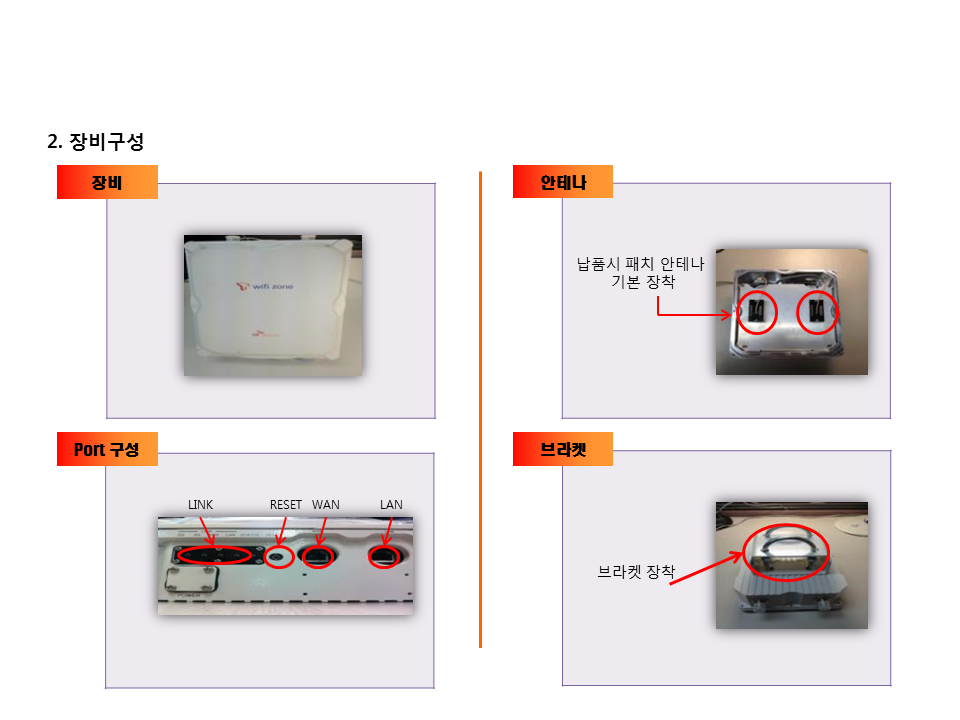 2. 장비구성
장비
wifi zone
안테나
납품시 패치 안테나
기본 장착
Port 구성
LINK RESET WAN LAN
POWER
브라켓
브라켓 장착